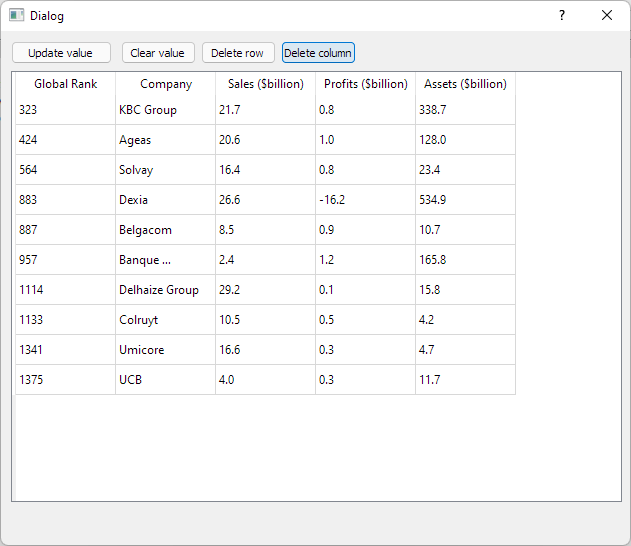 Dialog ?
Update value Clear value Delete row Delete column
Global Rank Company Sales ($billion) Profits ($billion) Assets ($billion)
323 KBC Group 21.7 0.8 338.7
424 Ageas 20.6 1.0 128.0
564 Solvay 16.4 0.8 23.4
883 Dexia 26.6 -16.2 534.9
887 Belgacom 8.5 0.9 10.7
957 Banque ... 2.4 1.2 165.8
1114 Delhaize Group 29.2 0.1 15.8
1133 Colruyt 10.5 0.5 4.2
1341 Umicore 16.6 0.3 4.7
1375 UCB 4.0 0.3 11.7